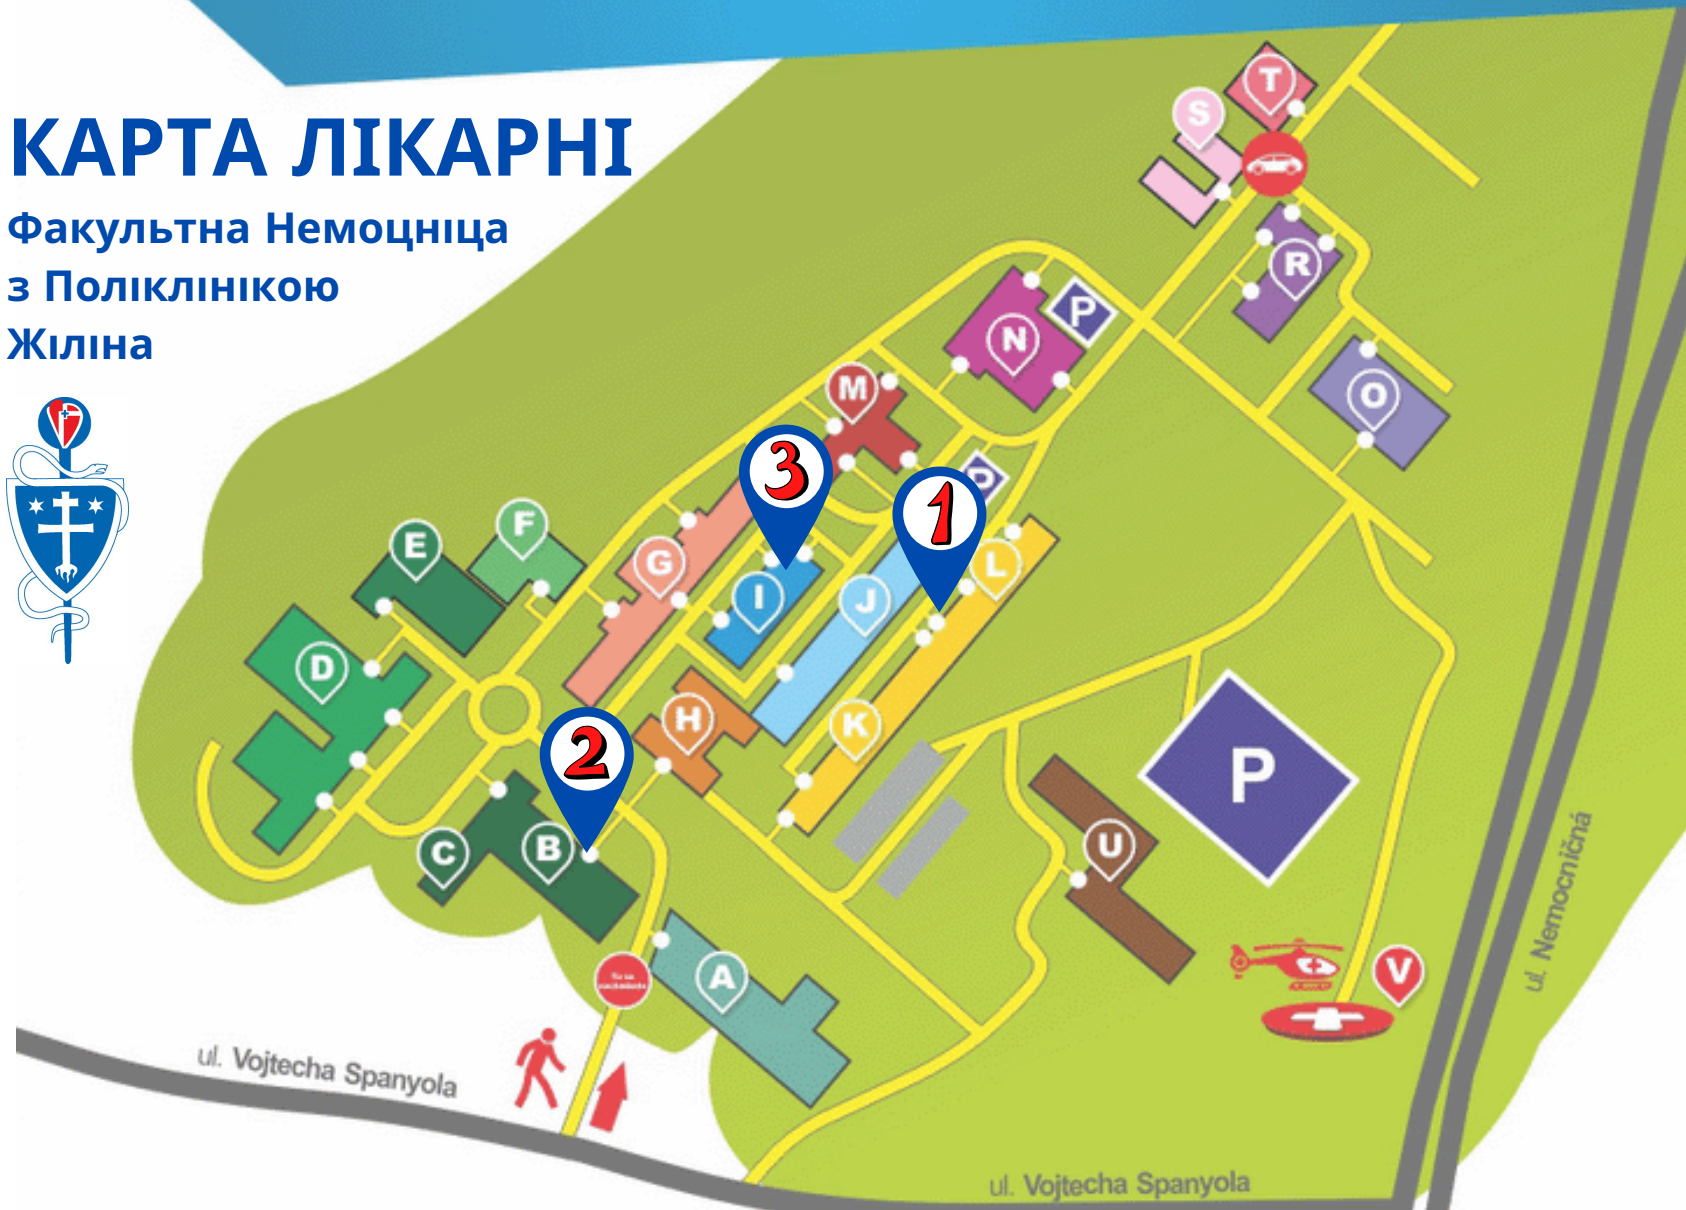 КАРТА ЛІКАРНІ
Факультна Немоцніца
з Поліклінікою
Жіліна
T
S
R
P
N
O
M
3
1
L
F
E
G
I
J
D
H
K
2
P
C
B
U
A
V
ul. Nemocničná
ul. Vojtecha Spanyola
ul. Vojtecha Spanyola